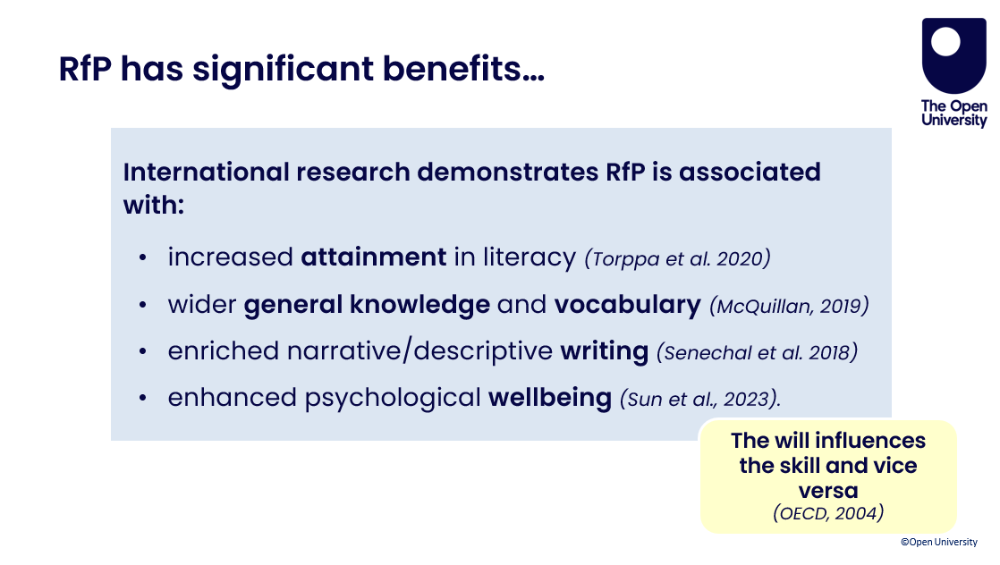 RfP has significant benefits…
The Open
University
International research demonstrates RfP is associated
with:
• increased attainment in literacy (Torppa et al. 2020)
• wider general knowledge and vocabulary (McQuillan, 2019)
• enriched narrative/descriptive writing (Senechal et al. 2018)
• enhanced psychological wellbeing (Sun et al., 2023).
The will influences
the skill and vice
versa
(OECD, 2004)
©Open University